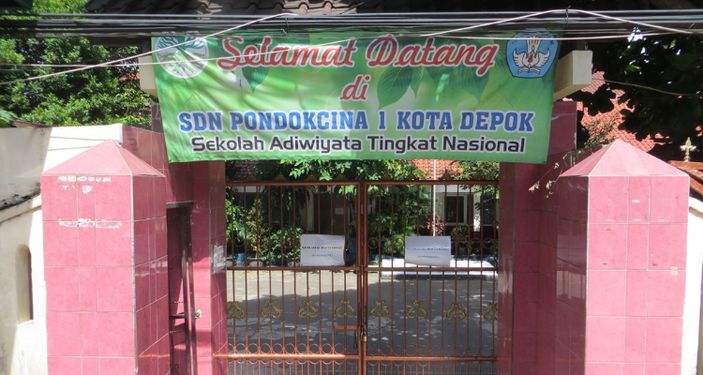 Selamat Datang
di
SDN PONDOKCINA 1 KOTA DEPOK
Sekolah Adiwiyata Tingkat Nasional